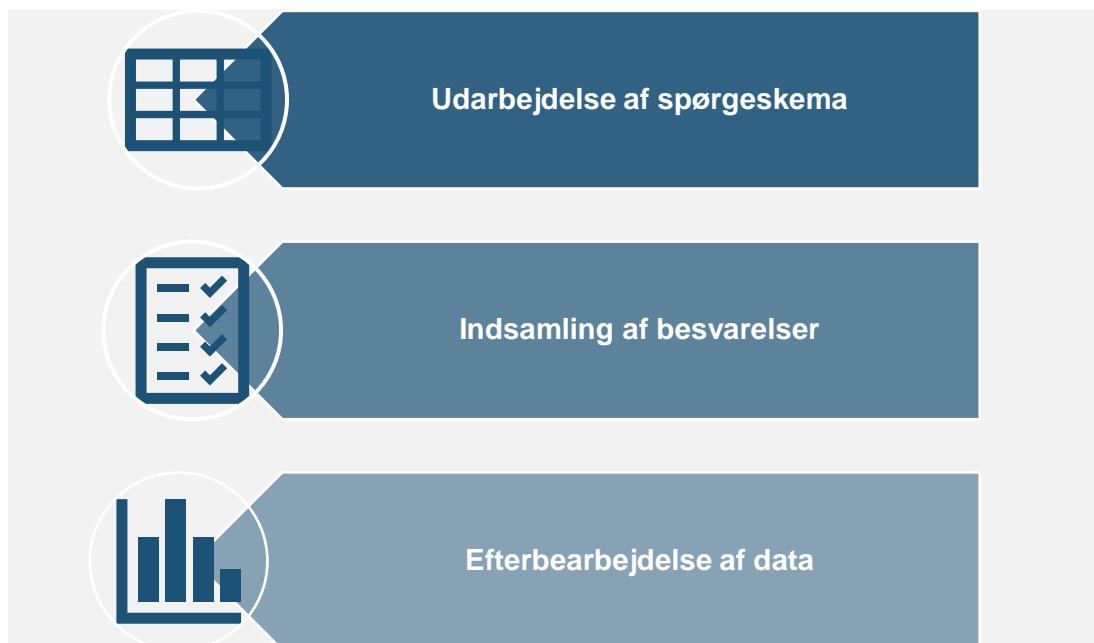 Udarbejdelse af spørgeskema
Indsamling af besvarelser
Efterbearbejdelse af data